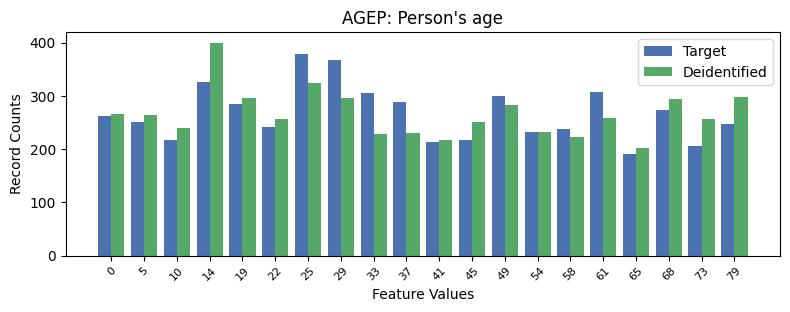 AGEP: Person's age
Record Counts
400
300
200
100
0
Target
Deidentified
0 5 10 14 19 22 25 29 33 37 41 45 49 54 58 61 65 68 73 79
Feature Values